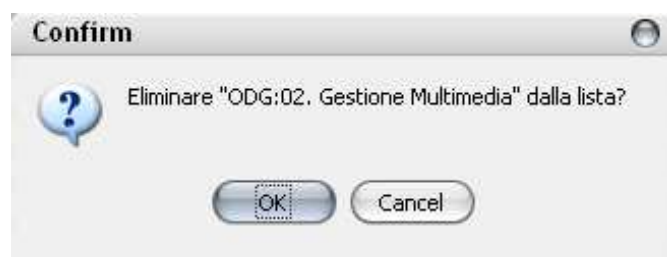 Confirm
Eliminare "ODG:02. Gestione Multimedia" dalla lista?
OK Cancel